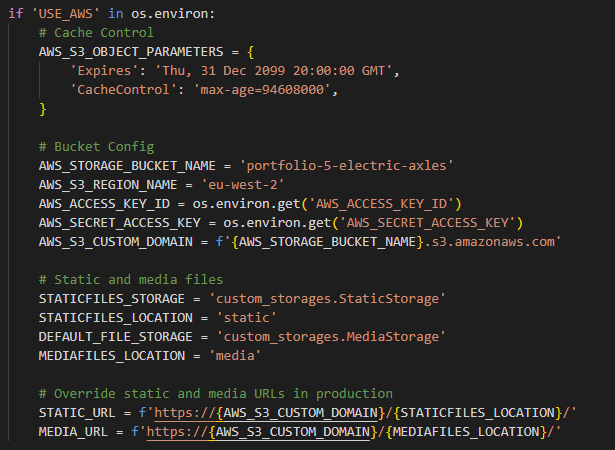 if 'USE_AWS' in os.environ:
# Cache Control
AWS_S3_OBJECT_PARAMETERS = {
'Expires': 'Thu, 31 Dec 2099 20:00:00 GMT',
'CacheControl': 'max-age=94608000',
}
# Bucket Config
AWS_STORAGE_BUCKET_NAME = 'portfolio-5-electric-axles'
AWS_S3_REGION_NAME = 'eu-west-2'
AWS_ACCESS_KEY_ID = os.environ.get('AWS_ACCESS_KEY_ID')
AWS_SECRET_ACCESS_KEY = os.environ.get('AWS_SECRET_ACCESS_KEY')
AWS_S3_CUSTOM_DOMAIN = f'{AWS_STORAGE_BUCKET_NAME}.s3.amazonaws.com'
# Static and media files
STATICFILES_STORAGE = 'custom_storages.StaticStorage'
STATICFILES_LOCATION = 'static'
DEFAULT_FILE_STORAGE = 'custom_storages.MediaStorage'
MEDIAFILES_LOCATION = 'media'
# Override static and media URLs in production
STATIC_URL = f'https://{AWS_S3_CUSTOM_DOMAIN}/{STATICFILES_LOCATION}/'
MEDIA_URL = f'https://{AWS_S3_CUSTOM_DOMAIN}/{MEDIAFILES_LOCATION}/'